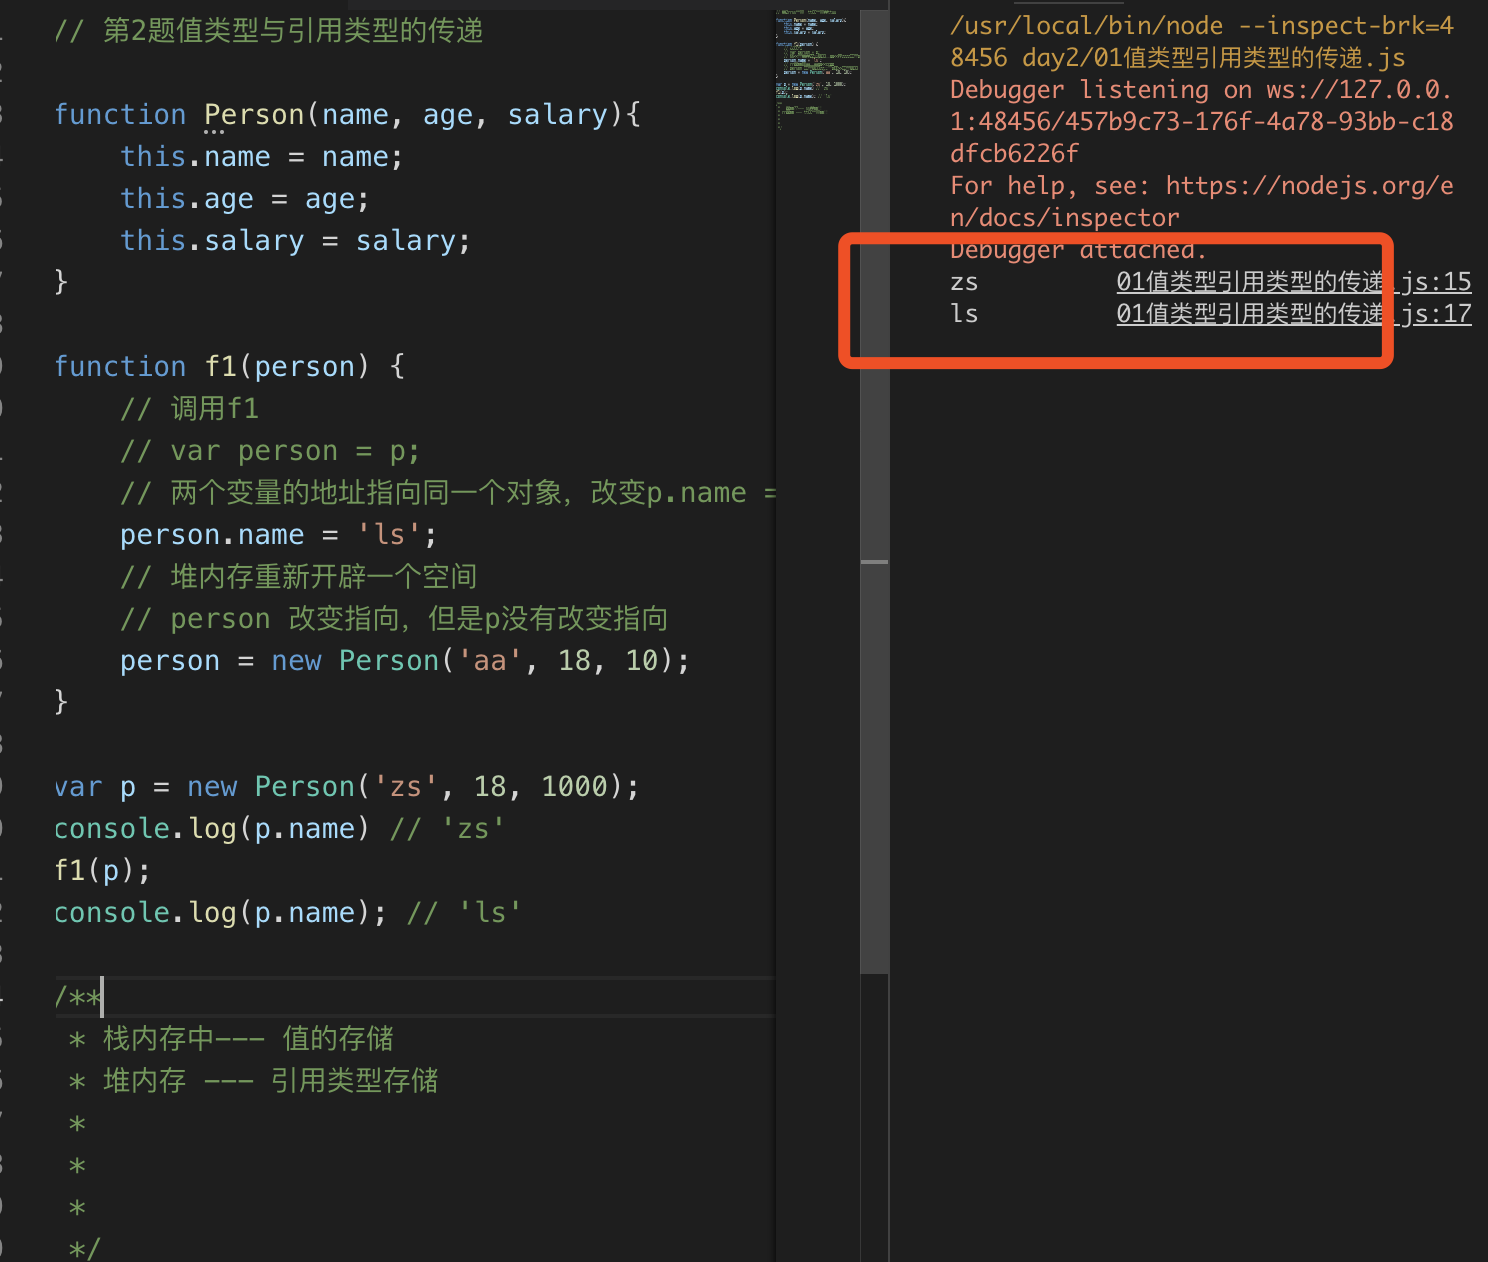 // 第2题值类型与引用类型的传递
function Person(name, age, salary){
this.name = name;
this.age = age;
this.salary = salary;
}
function f1(person) {
// 调用f1
// var person = p;
// 两个变量的地址指向同一个对象，改变p.name =
person.name = 'ls';
// 堆内存重新开辟一个空间
// person 改变指向，但是p没有改变指向
person = new Person('aa', 18, 10);
}
var p = new Person('zs', 18, 1000);
console.log(p.name) // 'zs'
f1(p);
console.log(p.name); // 'ls'
/**
* 栈内存中--- 值的存储
* 堆内存 --- 引用类型存储
*
*
*
*/
/usr/local/bin/node --inspect-brk=4
8456 day2/01值类型引用类型的传递.js
Debugger listening on ws://127.0.0.
1:48456/457b9c73-176f-4a78-93bb-c18
dfcb6226f
For help, see: https://nodejs.org/e
n/docs/inspector
Debugger attached.
zs 01值类型引用类型的传递.js:15
ls 01值类型引用类型的传递.js:17